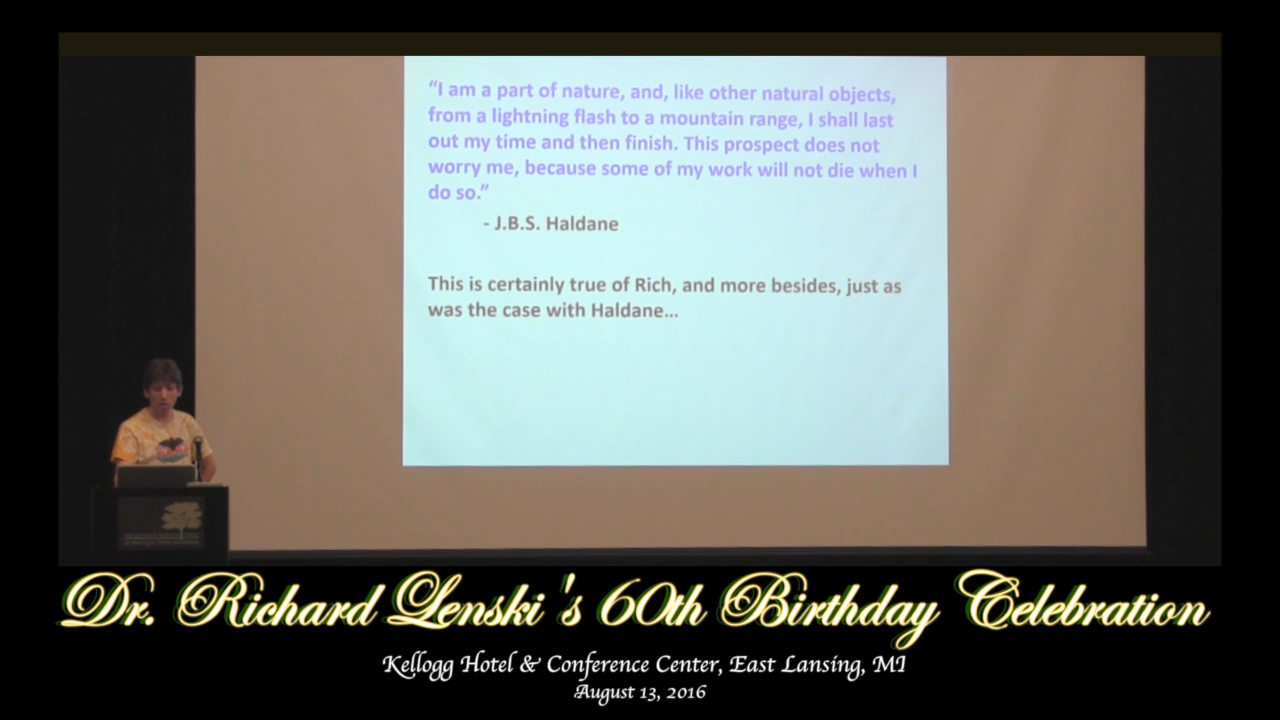 “I am a part of nature, and, like other natural objects,
from a lightning flash to a mountain range, I shall last
out my time and then finish. This prospect does not
worry me, because some of my work will not die when I
do so.”
- J.B.S. Haldane
This is certainly true of Rich, and more besides, just as
was the case with Haldane...
Dr. Richard Lenski's 60th Birthday Celebration
Kellogg Hotel & Conference Center, East Lansing, MI
August 13, 2016